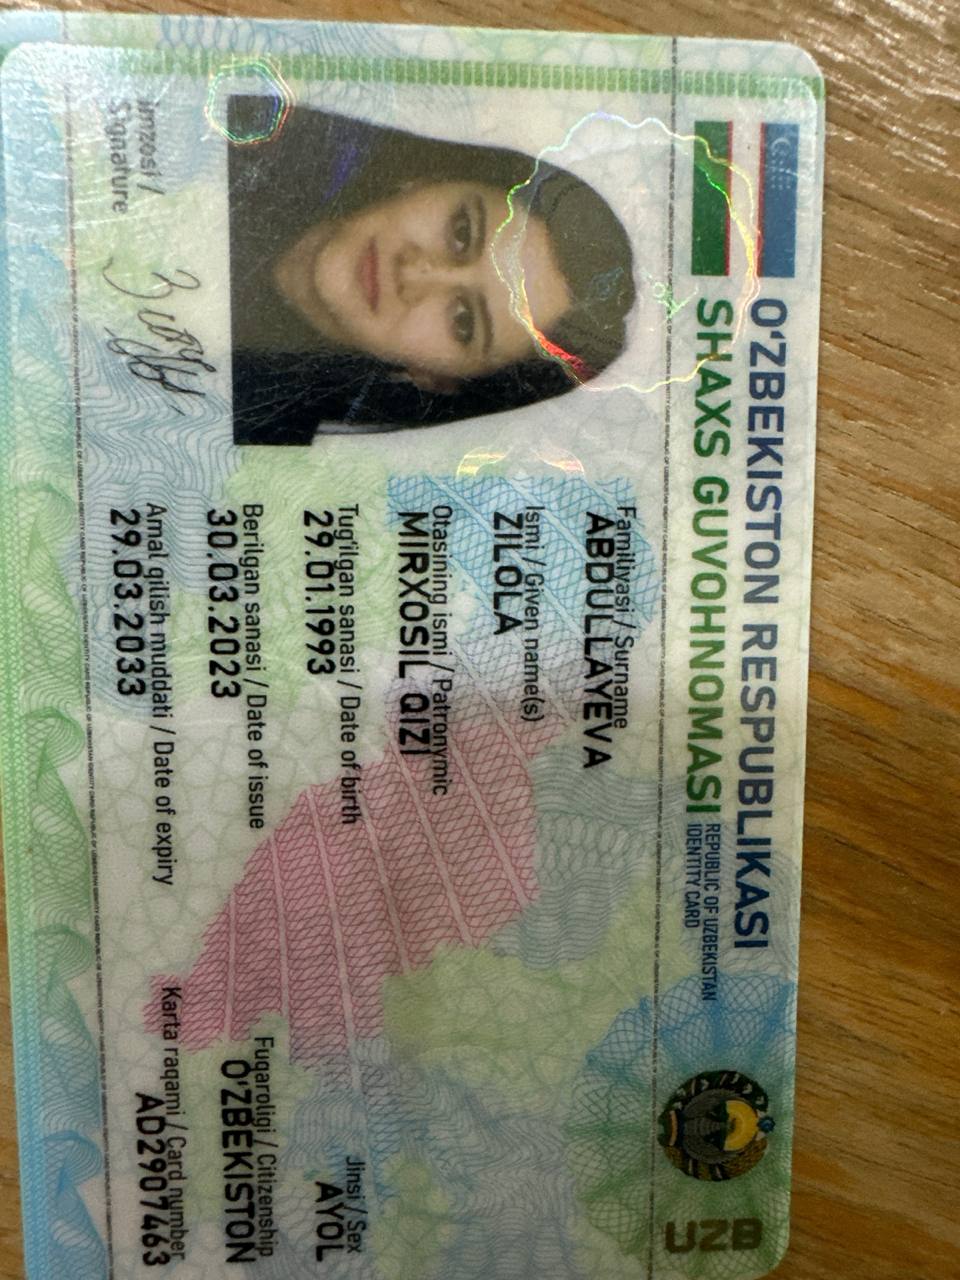 O‘ZBEKISTON RESPUBLIKASI
SHAXS GUVOHNOMASI
REPUBLIC OF UZBEKISTAN
IDENTITY CARD
UZB
Familiyasi / Surname
ABDULLAYEVA
Ismi / Given name(s)
ZILOLA
Otasining ismi / Patronymic
MIRXOSIL QIZI
Tug‘ilgan sanasi / Date of birth
29.01.1993
Jinsi / Sex
AYOL
Berilgan sanasi / Date of issue
30.03.2023
Fuqaroligi / Citizenship
O‘ZBEKISTON
Amal qilish muddati / Date of expiry
29.03.2033
Karta raqami / Card number
AD2907463
Imzosi /
Signature